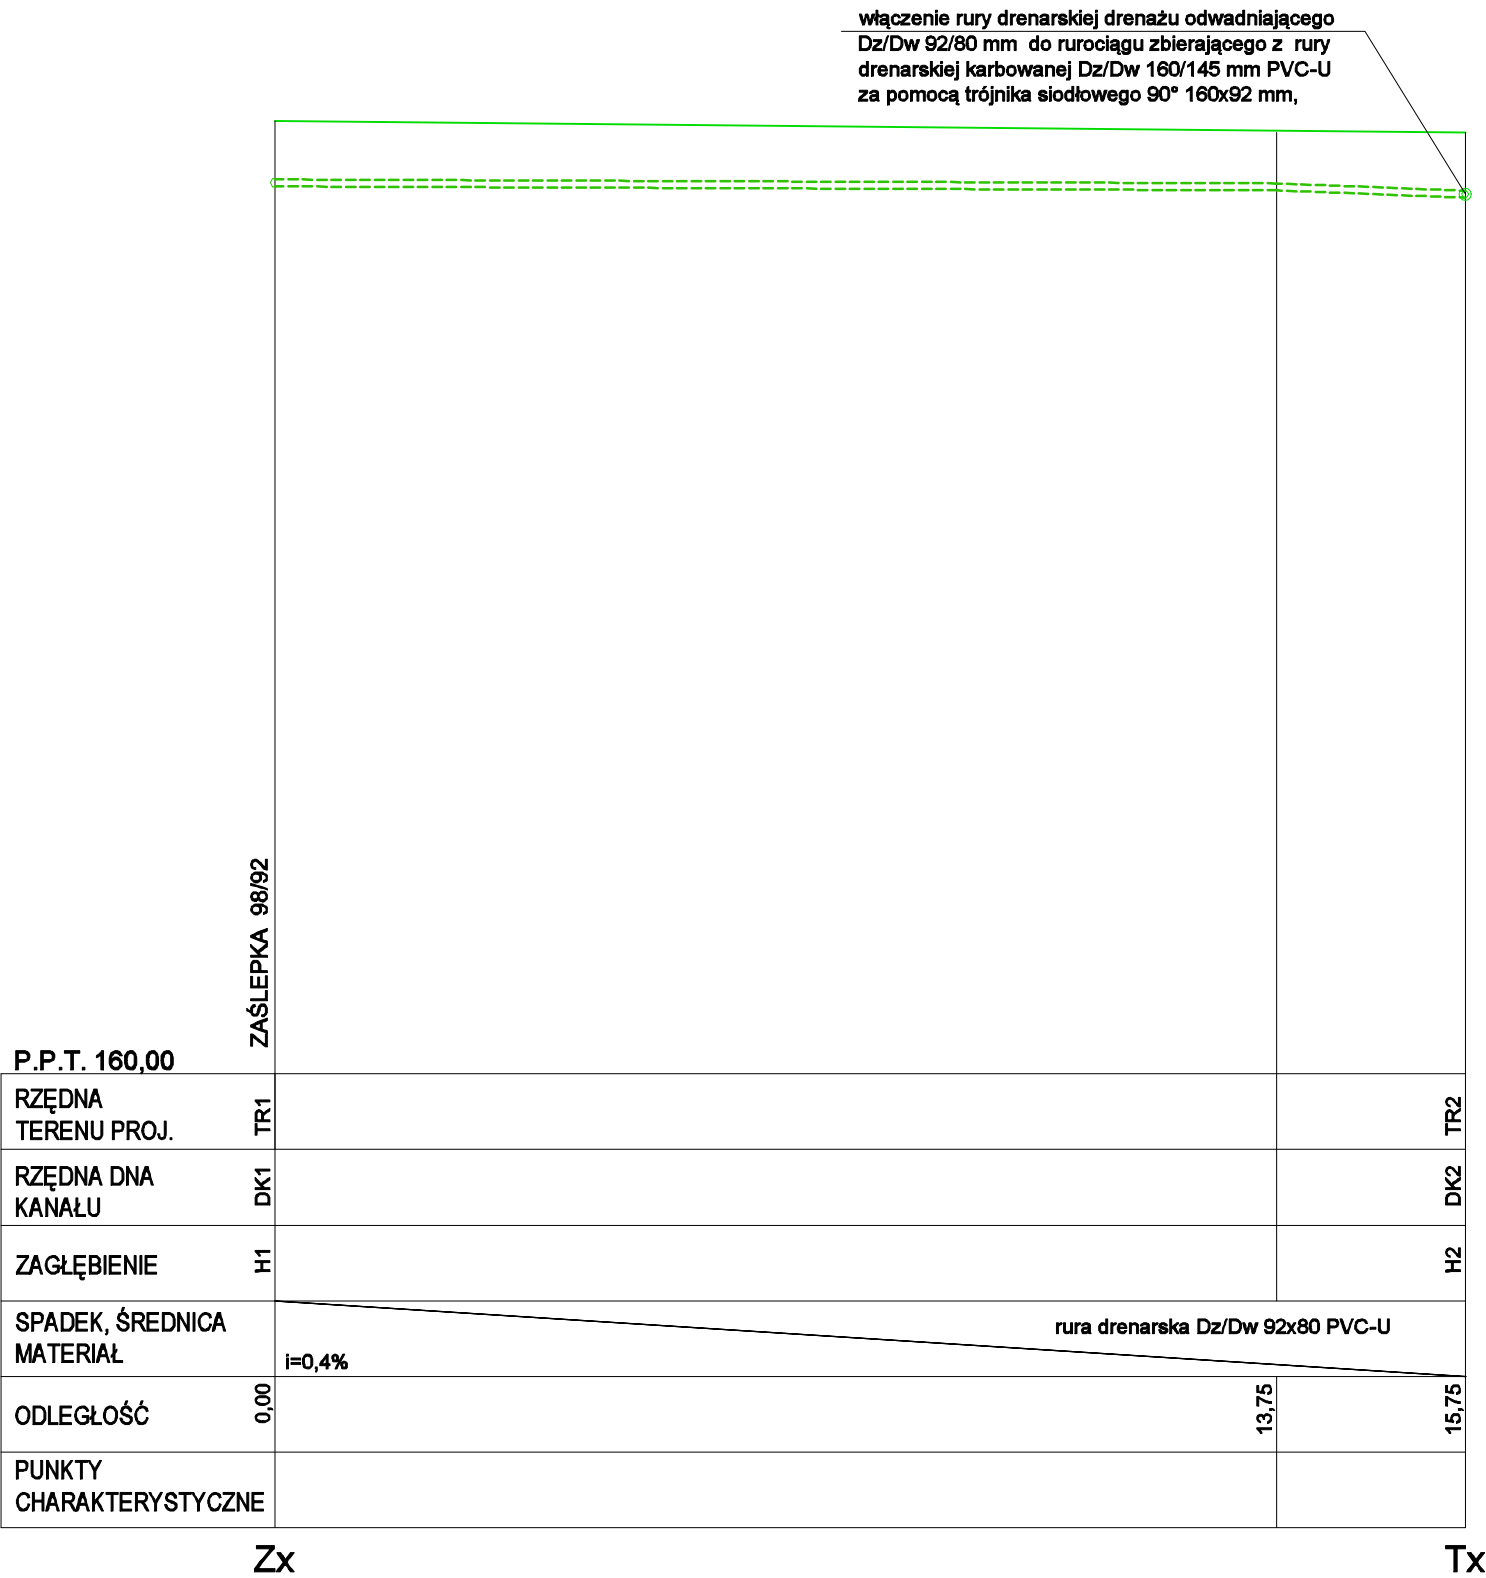 włączenie rury drenarskiej drenażu odwadniającego
Dz/Dw 92/80 mm do rurociągu zbierającego z rury
drenarskiej karbowanej Dz/Dw 160/145 mm PVC-U
za pomocą trójnika siodłowego 90° 160x92 mm,
ZAŚLEPKA 98/92
P.P.T. 160,00
RZĘDNA
TERENU PROJ.
TR1
TR2
RZĘDNA DNA
KANAŁU
DK1
DK2
ZAGŁĘBIENIE
H1
H2
SPADEK, ŚREDNICA
MATERIAŁ
i=0,4%
rura drenarska Dz/Dw 92x80 PVC-U
ODLEGŁOŚĆ
0,00
13,75
15,75
PUNKTY
CHARAKTERYSTYCZNE
Zx
Tx